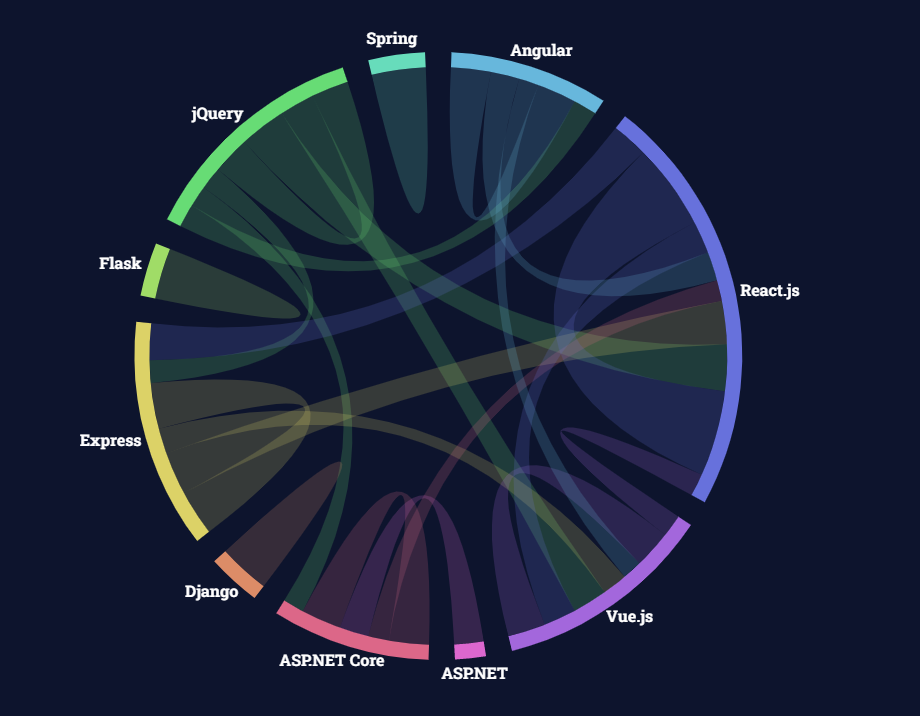 Spring
Angular
jQuery
Flask
React.js
Express
Django
Vue.js
ASP.NET Core
ASP.NET